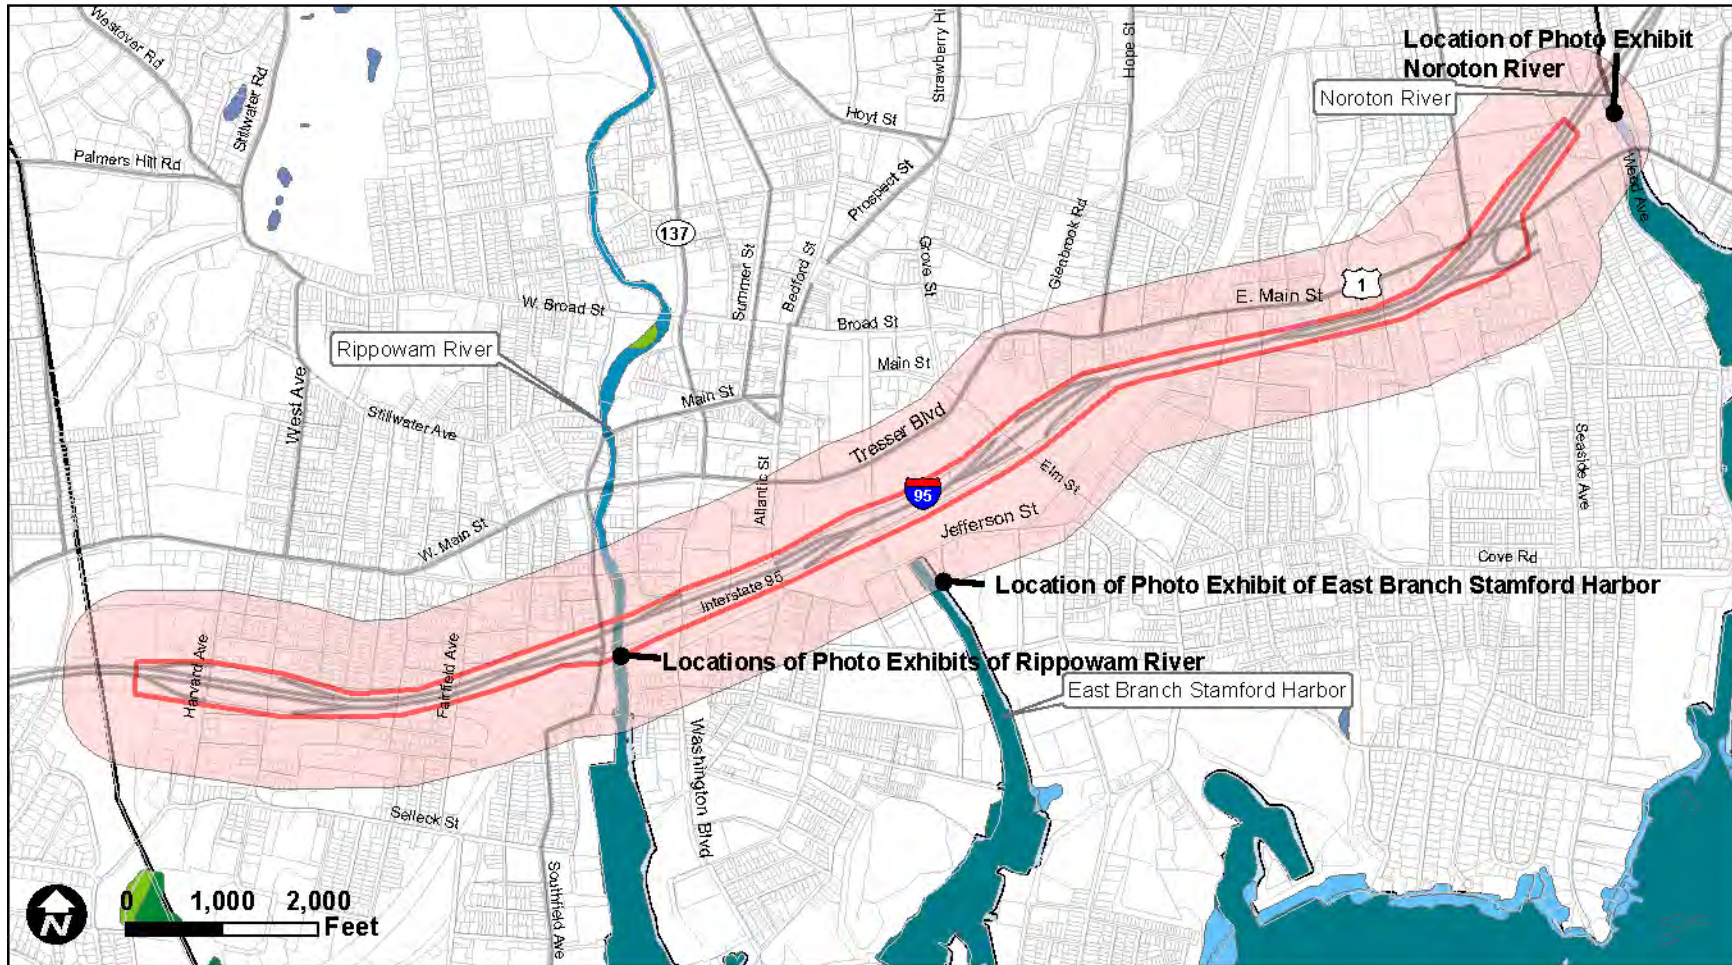 Westover Rd
Stillwater Rd
Palmers Hill Rd
Strawberry Hi
Hope St
Hoyt St
Prospect St
Location of Photo Exhibit
Noroton River
Noroton River
Weed Ave
137
Summer St
Bedford St
Grove St
Glenbrook Rd
W. Broad St
Broad St
E. Main St
1
Rippowam River
Main St
Main St
West Ave
Stillwater Ave
Tresser Blvd
Seaside Ave
Atlantic St
Elm St
95
Jefferson St
W. Main St
Cove Rd
Interstate 95
Location of Photo Exhibit of East Branch Stamford Harbor
Harvard Ave
Fairfield Ave
Locations of Photo Exhibits of Rippowam River
East Branch Stamford Harbor
Washington Blvd
Selleck St
Southfield Ave
N
0 1,000 2,000
Feet